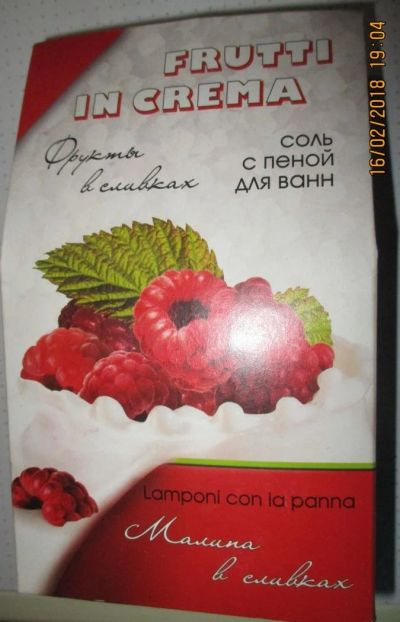 FRUTTI
IN CREMA
Фрукты
в сливках
соль
с пеной
для ванн
Lamponi con la panna
Малина
в сливках
16/02/2018 19:04